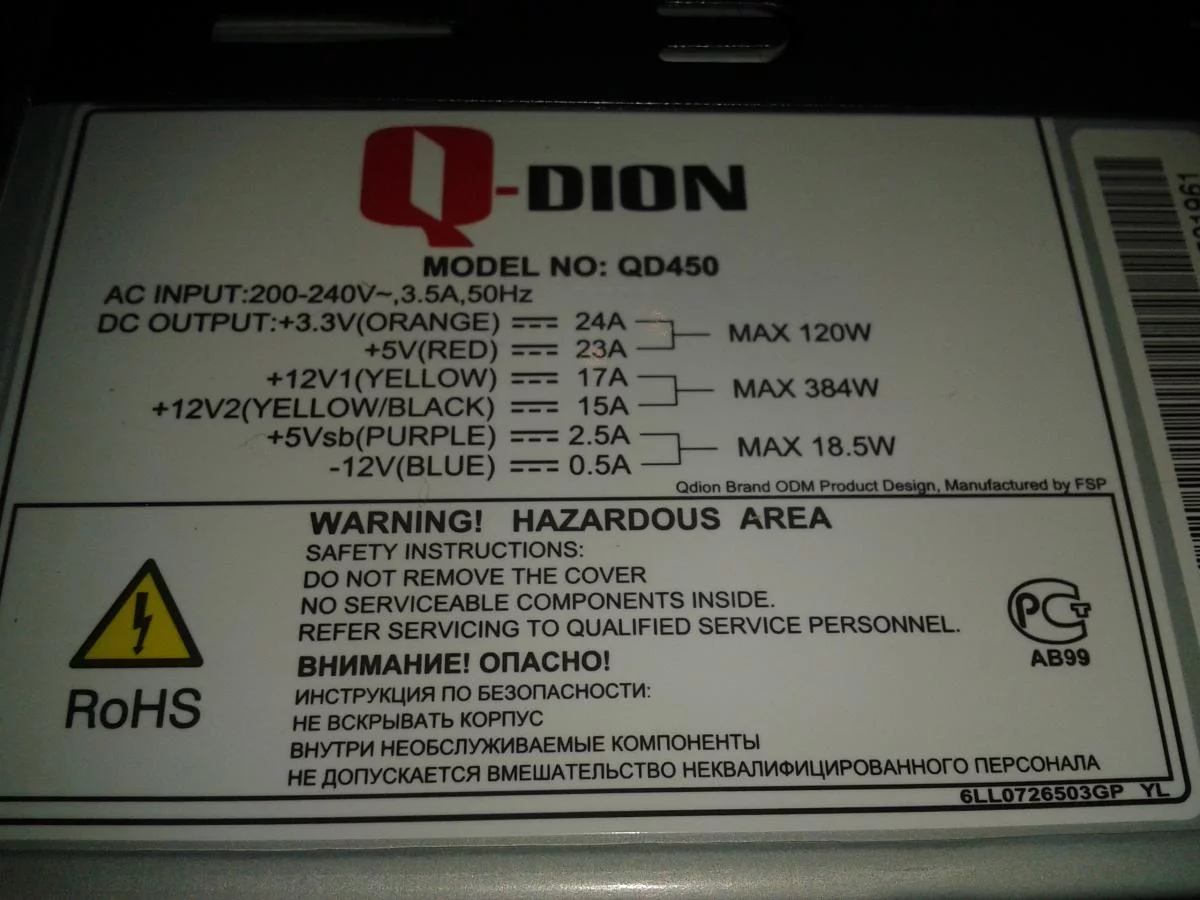 Q-DION
MODEL NO: QD450
AC INPUT:200-240V~,3.5A,50Hz
DC OUTPUT:+3.3V(ORANGE) ⎓ 24A
+5V(RED) ⎓ 23A
MAX 120W
+12V1(YELLOW) ⎓ 17A
+12V2(YELLOW/BLACK) ⎓ 15A
MAX 384W
+5Vsb(PURPLE) ⎓ 2.5A
-12V(BLUE) ⎓ 0.5A
MAX 18.5W
Qdion Brand ODM Product Design, Manufactured by FSP
WARNING! HAZARDOUS AREA
SAFETY INSTRUCTIONS:
DO NOT REMOVE THE COVER
NO SERVICEABLE COMPONENTS INSIDE.
REFER SERVICING TO QUALIFIED SERVICE PERSONNEL.
ВНИМАНИЕ! ОПАСНО!
ИНСТРУКЦИЯ ПО БЕЗОПАСНОСТИ:
НЕ ВСКРЫВАТЬ КОРПУС
ВНУТРИ НЕОБСЛУЖИВАЕМЫЕ КОМПОНЕНТЫ
НЕ ДОПУСКАЕТСЯ ВМЕШАТЕЛЬСТВО НЕКВАЛИФИЦИРОВАННОГО ПЕРСОНАЛА
RoHS
РСТ
АВ99
6LL0726503GP YL